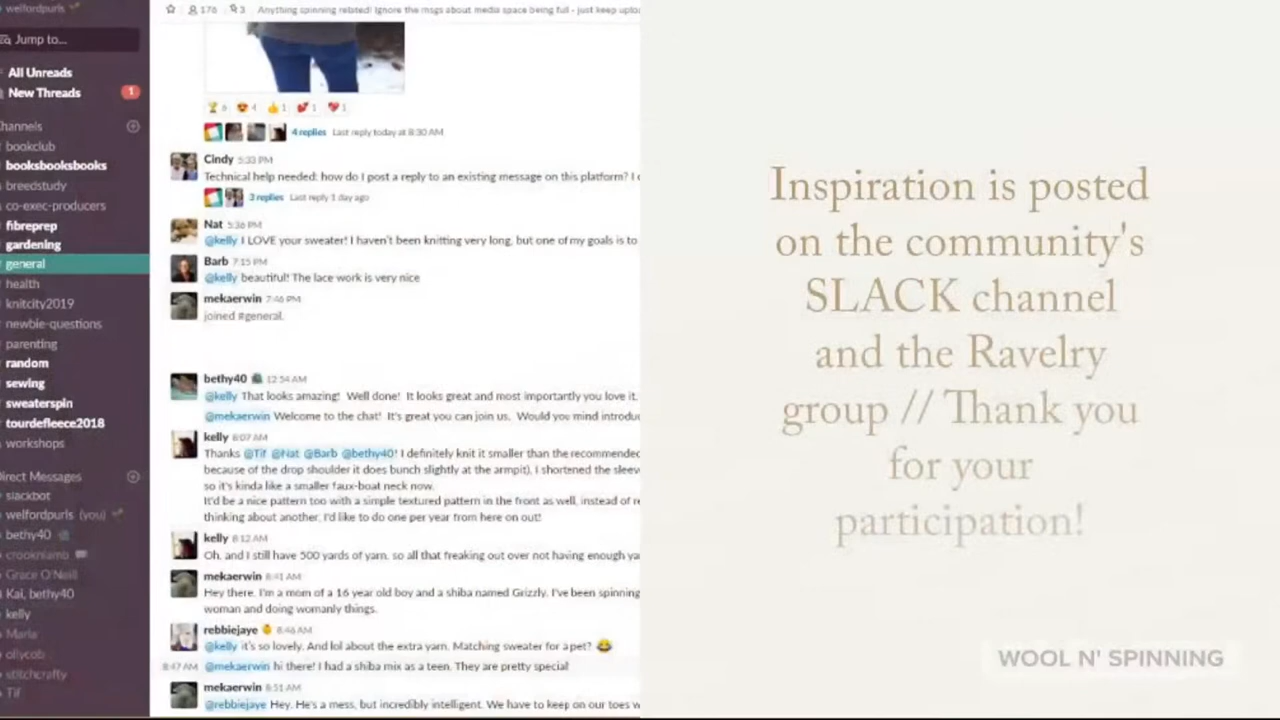 welfordpurls
176
3
Anything spinning related! Ignore the msgs about media space being full - just keep
Jump to...
All Unreads
New Threads
1
Channels
bookclub
booksbooksbooks
breedstudy
co-exec-producers
fibreprep
gardening
general
health
knitcity2019
newbie-questions
parenting
random
sewing
sweaterspin
tourdefleece2018
workshops
Direct Messages
slackbot
welfordpurls (you)
bethy40
crooknlamb
Grace O'Neil
Kai, bethy40
kelly
Maria
ollycob
stitchcrafty
Tif
6
4
1
1
1
4 replies Last reply today at 8:30 AM
Cindy 5:33 PM
Technical help needed: how do I post a reply to an existing message on this platform? I
3 replies Last reply 1 day ago
Nat 5:36 PM
@kelly I LOVE your sweater! I haven't been knitting very long, but one of my goals is to
Barb 7:15 PM
@kelly beautiful! The lace work is very nice
mekaerwin 7:46 PM
joined #general.
bethy40 12:54 AM
@kelly That looks amazing! Well done! It looks great and most importantly you love it.
@mekaerwin Welcome to the chat! It's great you can join us. Would you mind
kelly 8:07 AM
Thanks @Tif @Nat @Barb @bethy40! I definitely knit it smaller than the recommended
because of the drop shoulder it does bunch slightly at the armpit). I shortened the
so it's kinda like a smaller faux-boat neck now.
It'd be a nice pattern too with a simple textured pattern in the front as well, instead of
thinking about another. I'd like to do one per year from here on out!
kelly 8:12 AM
Oh, and I still have 500 yards of yarn, so all that freaking out over not having enough
mekaerwin 8:41 AM
Hey there. I'm a mom of a 16 year old boy and a shiba named Grizzly. I've been spinning
woman and doing womanly things.
rebbiejaye 8:46 AM
@kelly it's so lovely. And lol about the extra yarn. Matching sweater for a pet?
8:47 AM @mekaerwin hi there! I had a shiba mix as a teen. They are pretty special!
mekaerwin 8:51 AM
@rebbiejaye Hey. He's a mess, but incredibly intelligent. We have to keep on our toes
Inspiration is posted
on the community's
SLACK channel
and the Ravelry
group // Thank you
for your
participation!
WOOL N' SPINNING